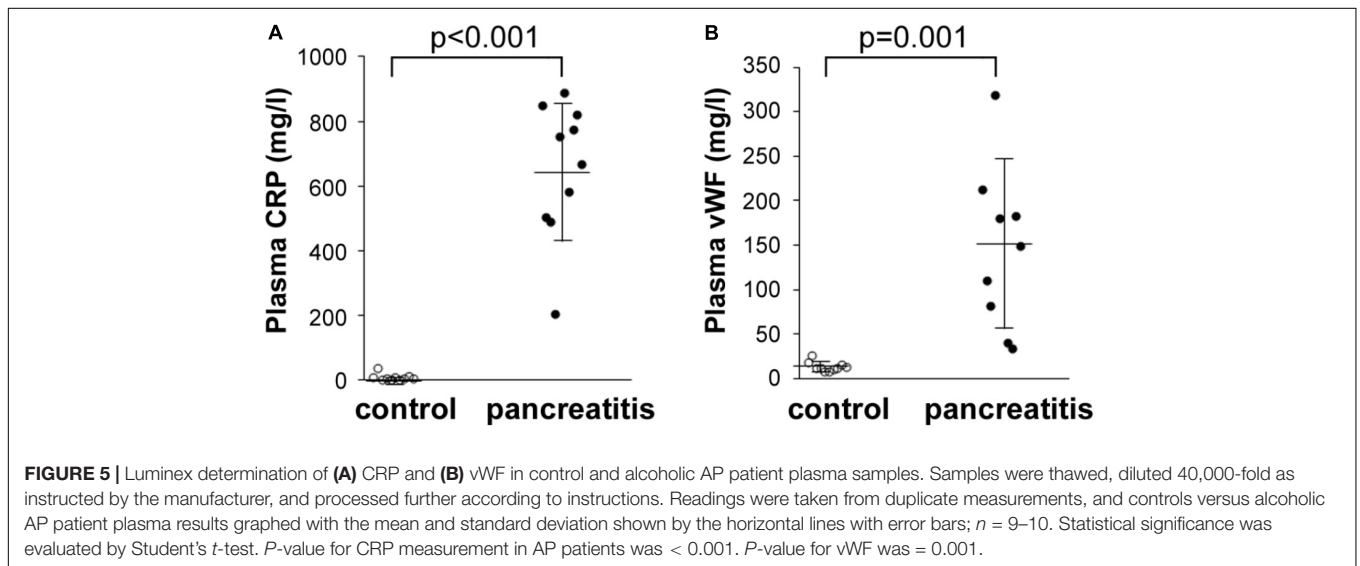 A
p<0.001
Plasma CRP (mg/l)
1000
800
600
400
200
0
control pancreatitis
B
p=0.001
Plasma vWF (mg/l)
350
300
250
200
150
100
50
0
control pancreatitis
FIGURE 5 | Luminex determination of (A) CRP and (B) vWF in control and alcoholic AP patient plasma samples. Samples were thawed, diluted 40,000-fold as
instructed by the manufacturer, and processed further according to instructions. Readings were taken from duplicate measurements, and controls versus alcoholic
AP patient plasma results graphed with the mean and standard deviation shown by the horizontal lines with error bars; n = 9–10. Statistical significance was
evaluated by Student's t-test. P-value for CRP measurement in AP patients was < 0.001. P-value for vWF was = 0.001.